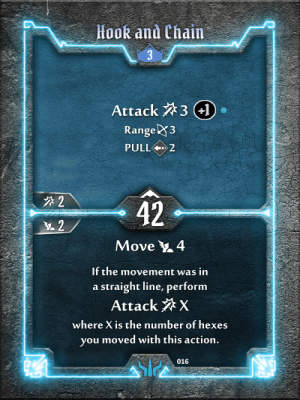 Hook and Chain
3
Attack 3 +1
Range 3
PULL 2
2
42
2
Move 4
If the movement was in
a straight line, perform
Attack X
where X is the number of hexes
you moved with this action.
016